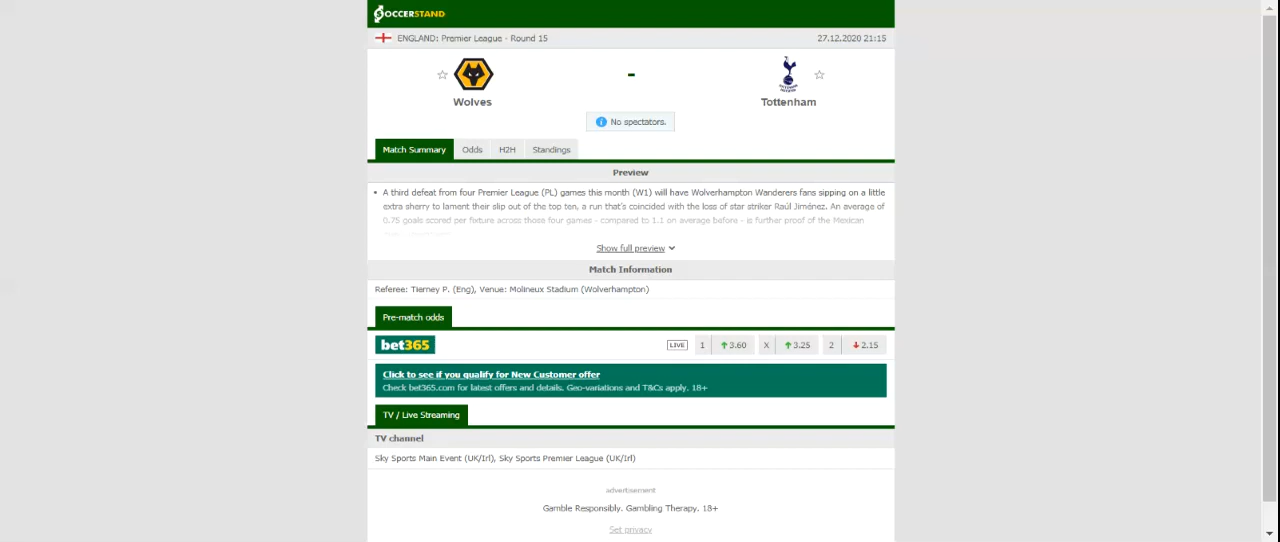 SOCCERSTAND
ENGLAND: Premier League - Round 15 27.12.2020 21:15
-
Wolves Tottenham
No spectators.
Match Summary Odds H2H Standings
Preview
• A third defeat from four Premier League (PL) games this month (W1) will have Wolverhampton Wanderers fans sipping on a little
extra sherry to lament their slip out of the top ten, a run that's coincided with the loss of star striker Raúl Jiménez. An average of
0.75 goals scored per fixture across those four games - compared to 1.1 on average before - is further proof of the Mexican
Show full preview
Match Information
Referee: Tierney P. (Eng), Venue: Molineux Stadium (Wolverhampton)
Pre-match odds
bet365 LIVE 1 3.60 X 3.25 2 2.15
Click to see if you qualify for New Customer offer
Check bet365.com for latest offers and details. Geo-variations and T&Cs apply. 18+
TV / Live Streaming
TV channel
Sky Sports Main Event (UK/Irl), Sky Sports Premier League (UK/Irl)
advertisement
Gamble Responsibly. Gambling Therapy. 18+
Set privacy